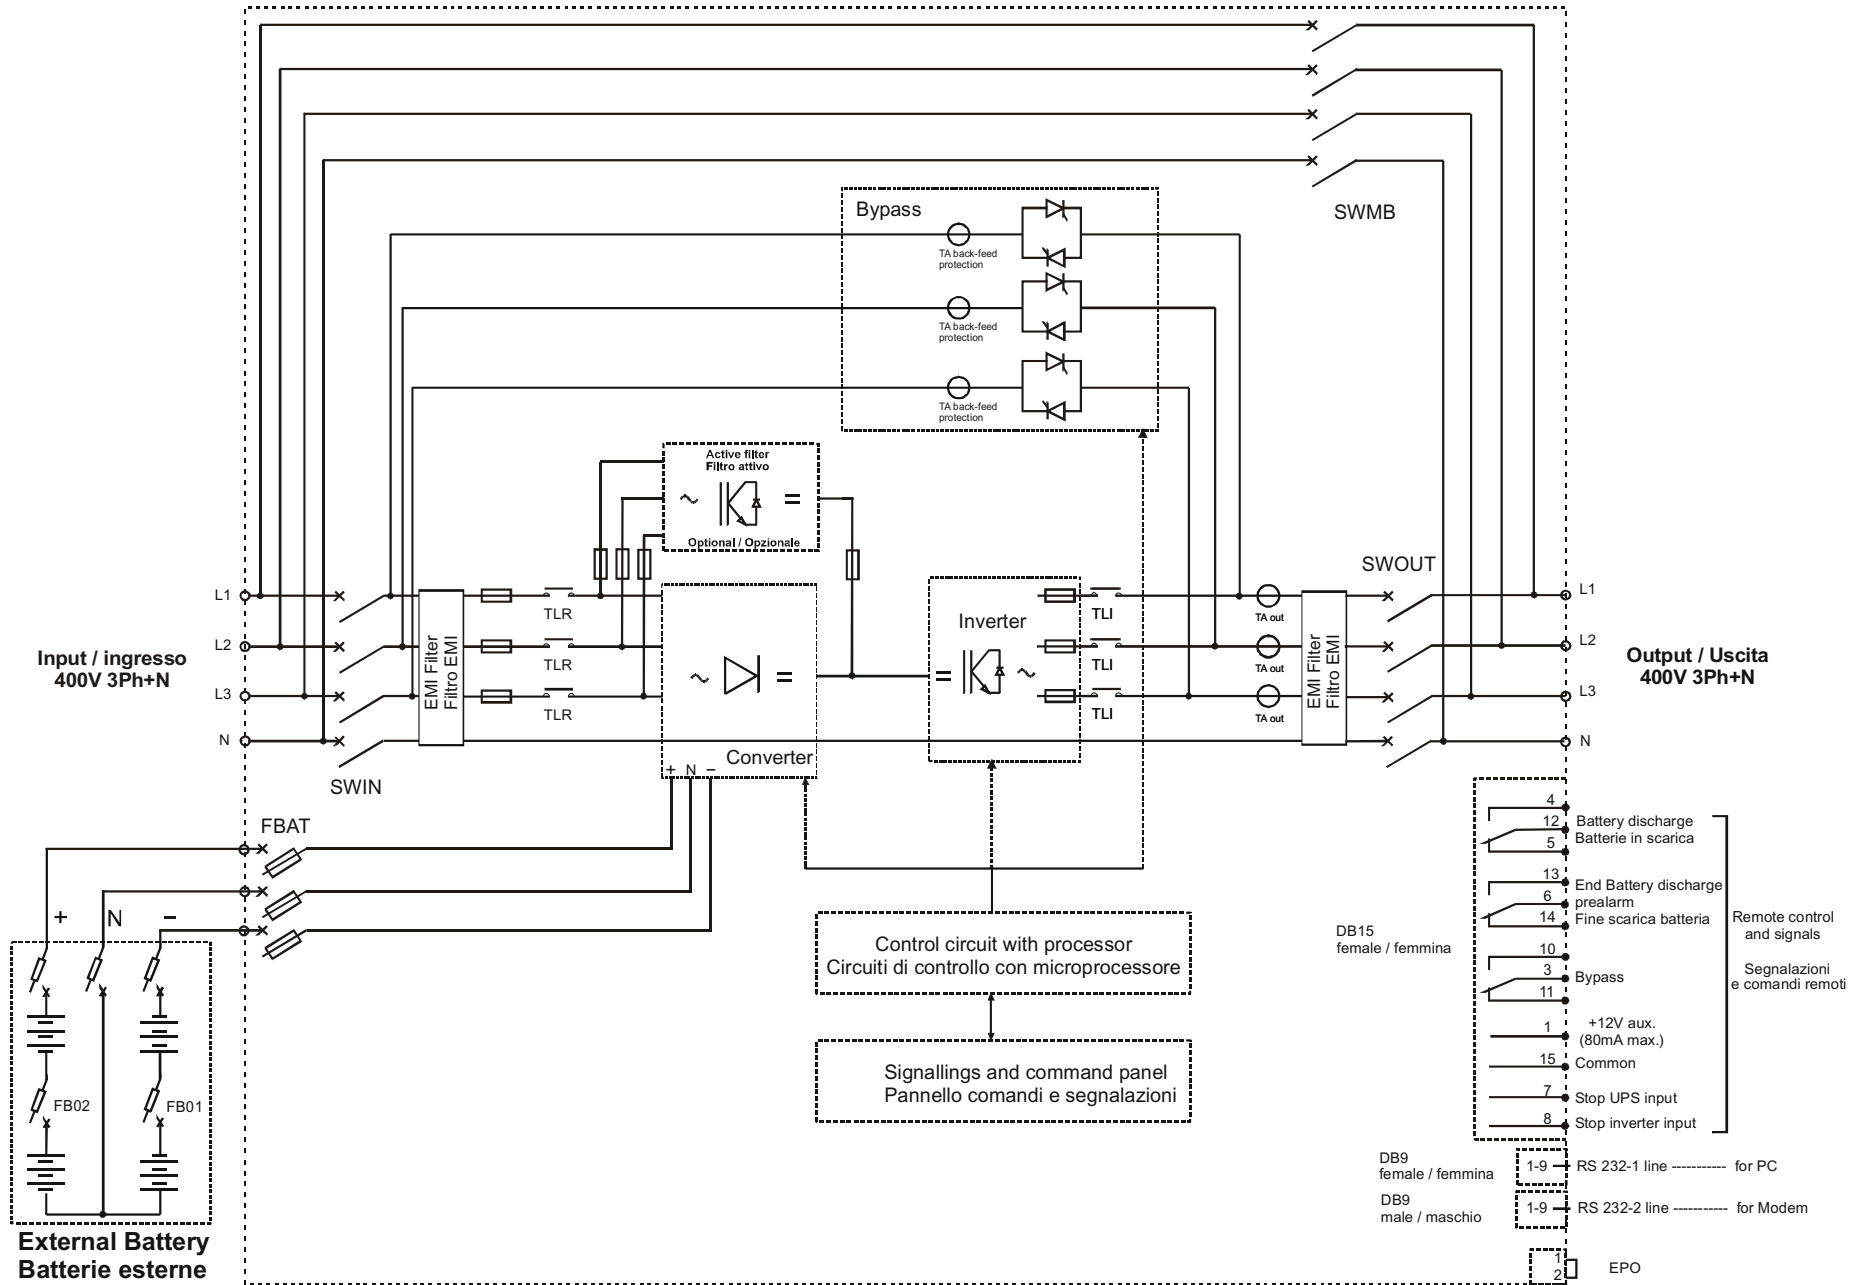 SWMB
Bypass
TA back-feed
protection
TA back-feed
protection
TA back-feed
protection
Active filter
Filtro attivo
Optional / Opzionale
Input / ingresso
400V 3Ph+N
L1
L2
L3
N
SWIN
EMI Filter
Filtro EMI
TLR
TLR
TLR
Converter
+ N −
Inverter
TLI
TLI
TLI
TA out
TA out
TA out
EMI Filter
Filtro EMI
SWOUT
L1
L2
L3
N
Output / Uscita
400V 3Ph+N
FBAT
+ N −
FB02
FB01
External Battery
Batterie esterne
Control circuit with processor
Circuiti di controllo con microprocessore
Signallings and command panel
Pannello comandi e segnalazioni
DB15
female / femmina
4
12
5
Battery discharge
Batterie in scarica
13
6
14
End Battery discharge
prealarm
Fine scarica batteria
10
3
11
Bypass
1
+12V aux.
(80mA max.)
15
Common
7
Stop UPS input
8
Stop inverter input
Remote control
and signals
Segnalazioni
e comandi remoti
DB9
female / femmina
1-9
RS 232-1 line ----------- for PC
DB9
male / maschio
1-9
RS 232-2 line ----------- for Modem
1
2
EPO